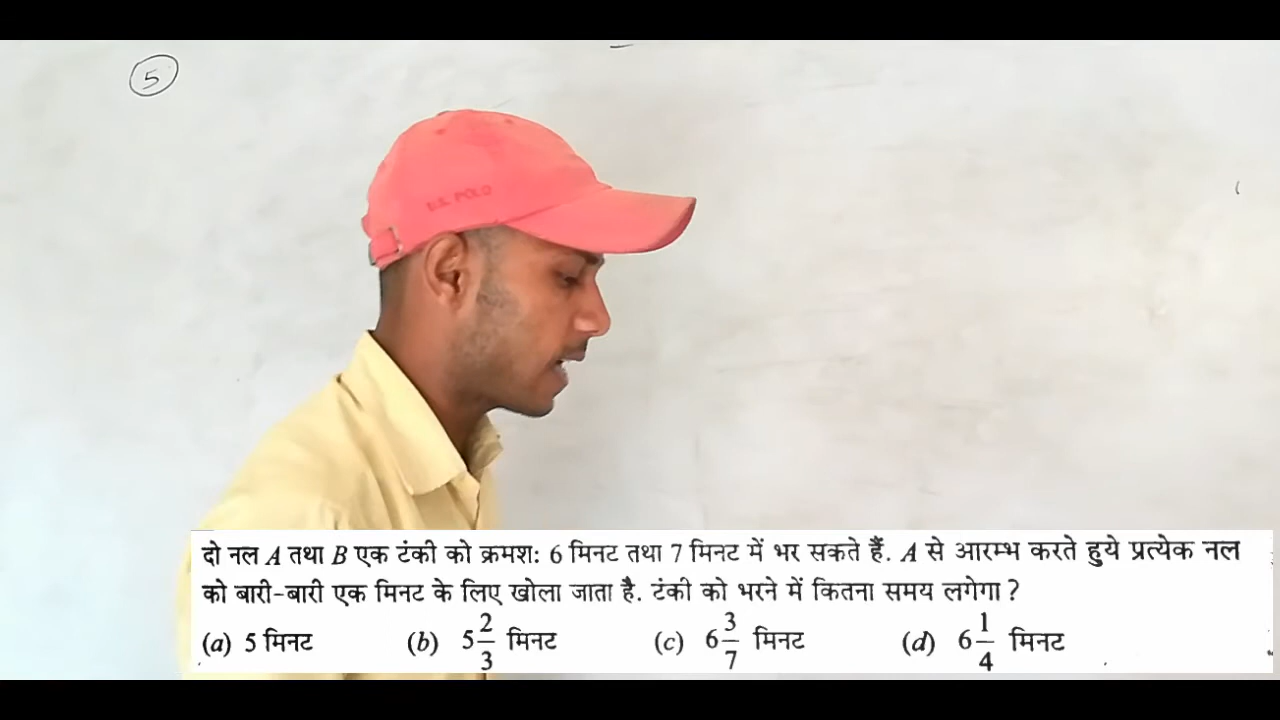 5
U.S. POLO
दो नल A तथा B एक टंकी को क्रमश: 6 मिनट तथा 7 मिनट में भर सकते हैं. A से आरम्भ करते हुये प्रत्येक नल
को बारी-बारी एक मिनट के लिए खोला जाता है. टंकी को भरने में कितना समय लगेगा ?
(a) 5 मिनट (b) 5 2/3 मिनट (c) 6 3/7 मिनट (d) 6 1/4 मिनट